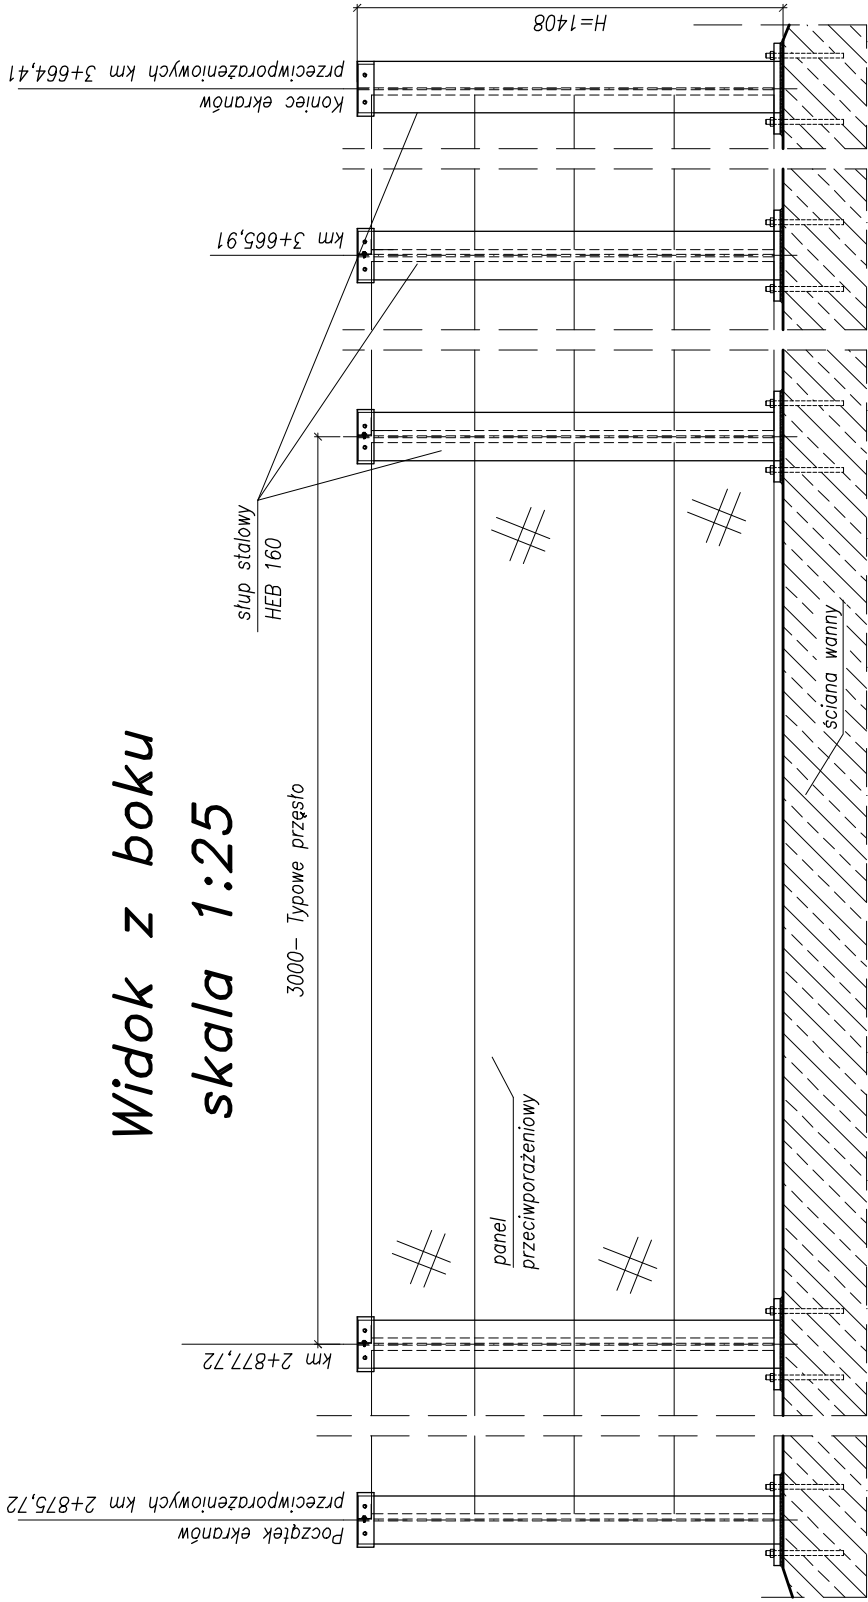 Widok z boku
skala 1:25
Początek ekranów
przeciwporażeniowych km 2+875,72
km 2+877,72
3000- Typowe przęsło
słup stalowy
HEB 160
km 3+665,91
Koniec ekranów
przeciwporażeniowych km 3+664,41
H=1408
panel
przeciwporażeniowy
ściana wanny